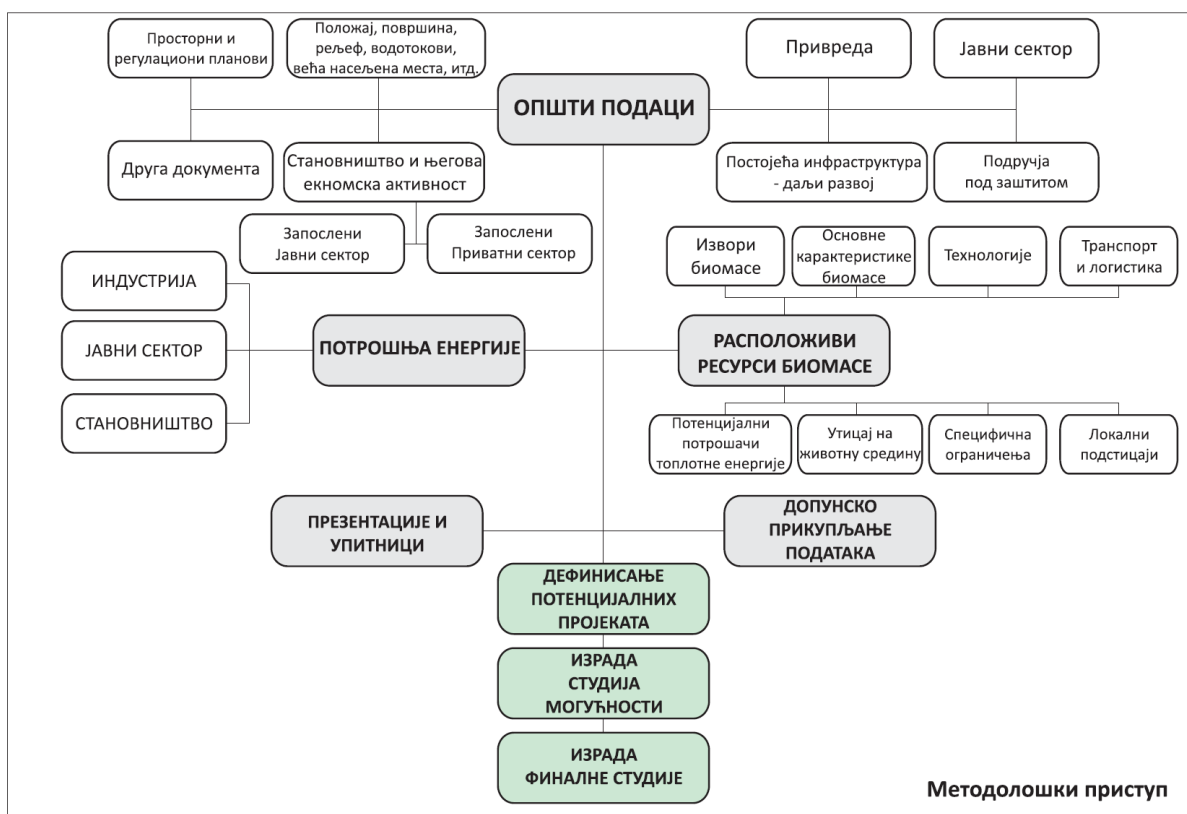 Просторни и
регулациони планови
Положај, површина,
рељеф, водотокови,
већа насељена места, итд.
Привреда
Јавни сектор
ОПШТИ ПОДАЦИ
Друга документа
Становништво и његова
екномска активност
Постојећа инфраструктура
- даљи развој
Подручја
под заштитом
Запослени
Јавни сектор
Запослени
Приватни сектор
Извори
биомасе
Основне
карактеристике
биомасе
Технологије
Транспорт
и логистика
ИНДУСТРИЈА
ЈАВНИ СЕКТОР
СТАНОВНИШТВО
ПОТРОШЊА ЕНЕРГИЈЕ
РАСПОЛОЖИВИ
РЕСУРСИ БИОМАСЕ
Потенцијални
потрошачи
топлотне енергије
Утицај на
животну средину
Специфична
ограничења
Локални
подстицаји
ПРЕЗЕНТАЦИЈЕ И
УПИТНИЦИ
ДОПУНСКО
ПРИКУПЉАЊЕ
ПОДАТАКА
ДЕФИНИСАЊЕ
ПОТЕНЦИЈАЛНИХ
ПРОЈЕКАТА
ИЗРАДА
СТУДИЈА
МОГУЋНОСТИ
ИЗРАДА
ФИНАЛНЕ СТУДИЈЕ
Методолошки приступ